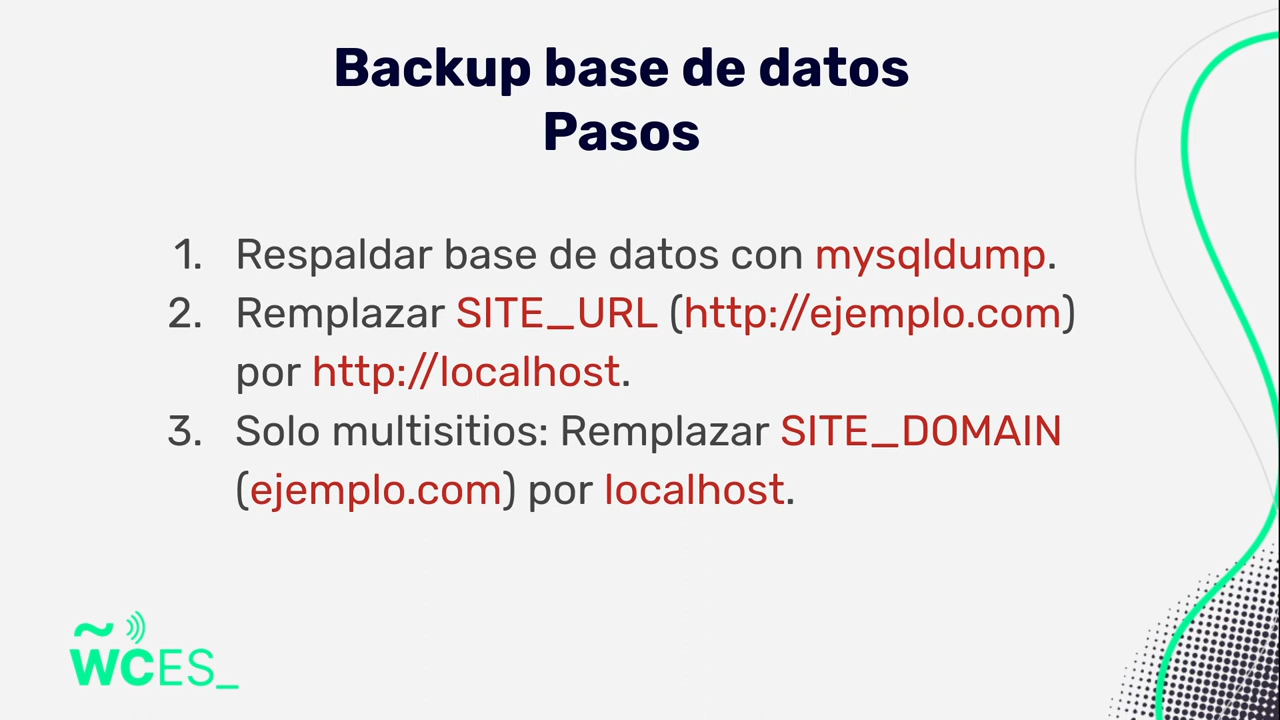 Backup base de datos
Pasos
1. Respaldar base de datos con mysqldump.
2. Remplazar SITE_URL (http://ejemplo.com)
por http://localhost.
3. Solo multisitios: Remplazar SITE_DOMAIN
(ejemplo.com) por localhost.
~
WCES_